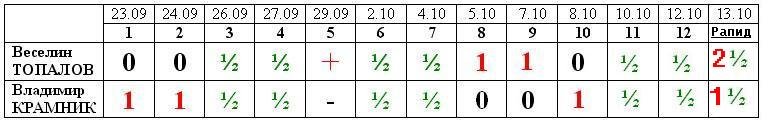 23.09 24.09 26.09 27.09 29.09 2.10 4.10 5.10 7.10 8.10 10.10 12.10 13.10
1 2 3 4 5 6 7 8 9 10 11 12 Рапид
Веселин ТОПАЛОВ 0 0 ½ ½ + ½ ½ 1 1 0 ½ ½ 2 ½
Владимир КРАМНИК 1 1 ½ ½ - ½ ½ 0 0 1 ½ ½ 1 ½